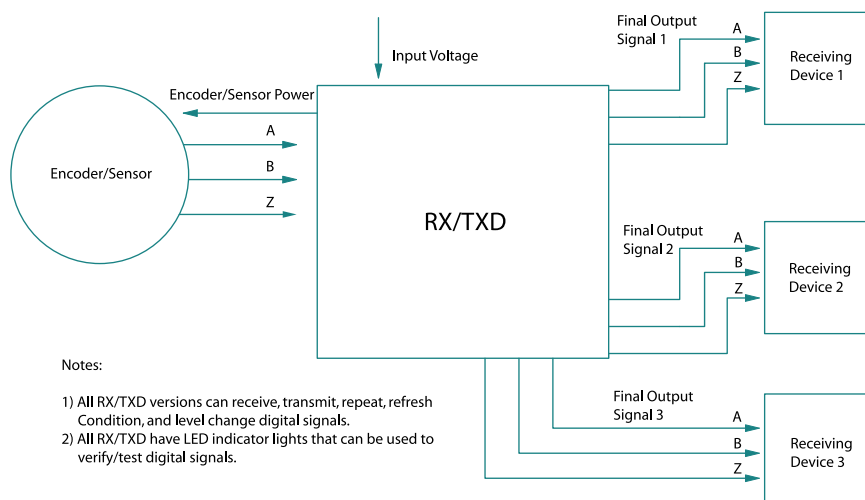 Input Voltage
Encoder/Sensor Power
A
B
Z
Encoder/Sensor
RX/TXD
Final Output
Signal 1
A
B
Z
Receiving
Device 1
Final Output
Signal 2
A
B
Z
Receiving
Device 2
Final Output
Signal 3
A
B
Z
Receiving
Device 3
Notes:
1) All RX/TXD versions can receive, transmit, repeat, refresh
Condition, and level change digital signals.
2) All RX/TXD have LED indicator lights that can be used to
verify/test digital signals.